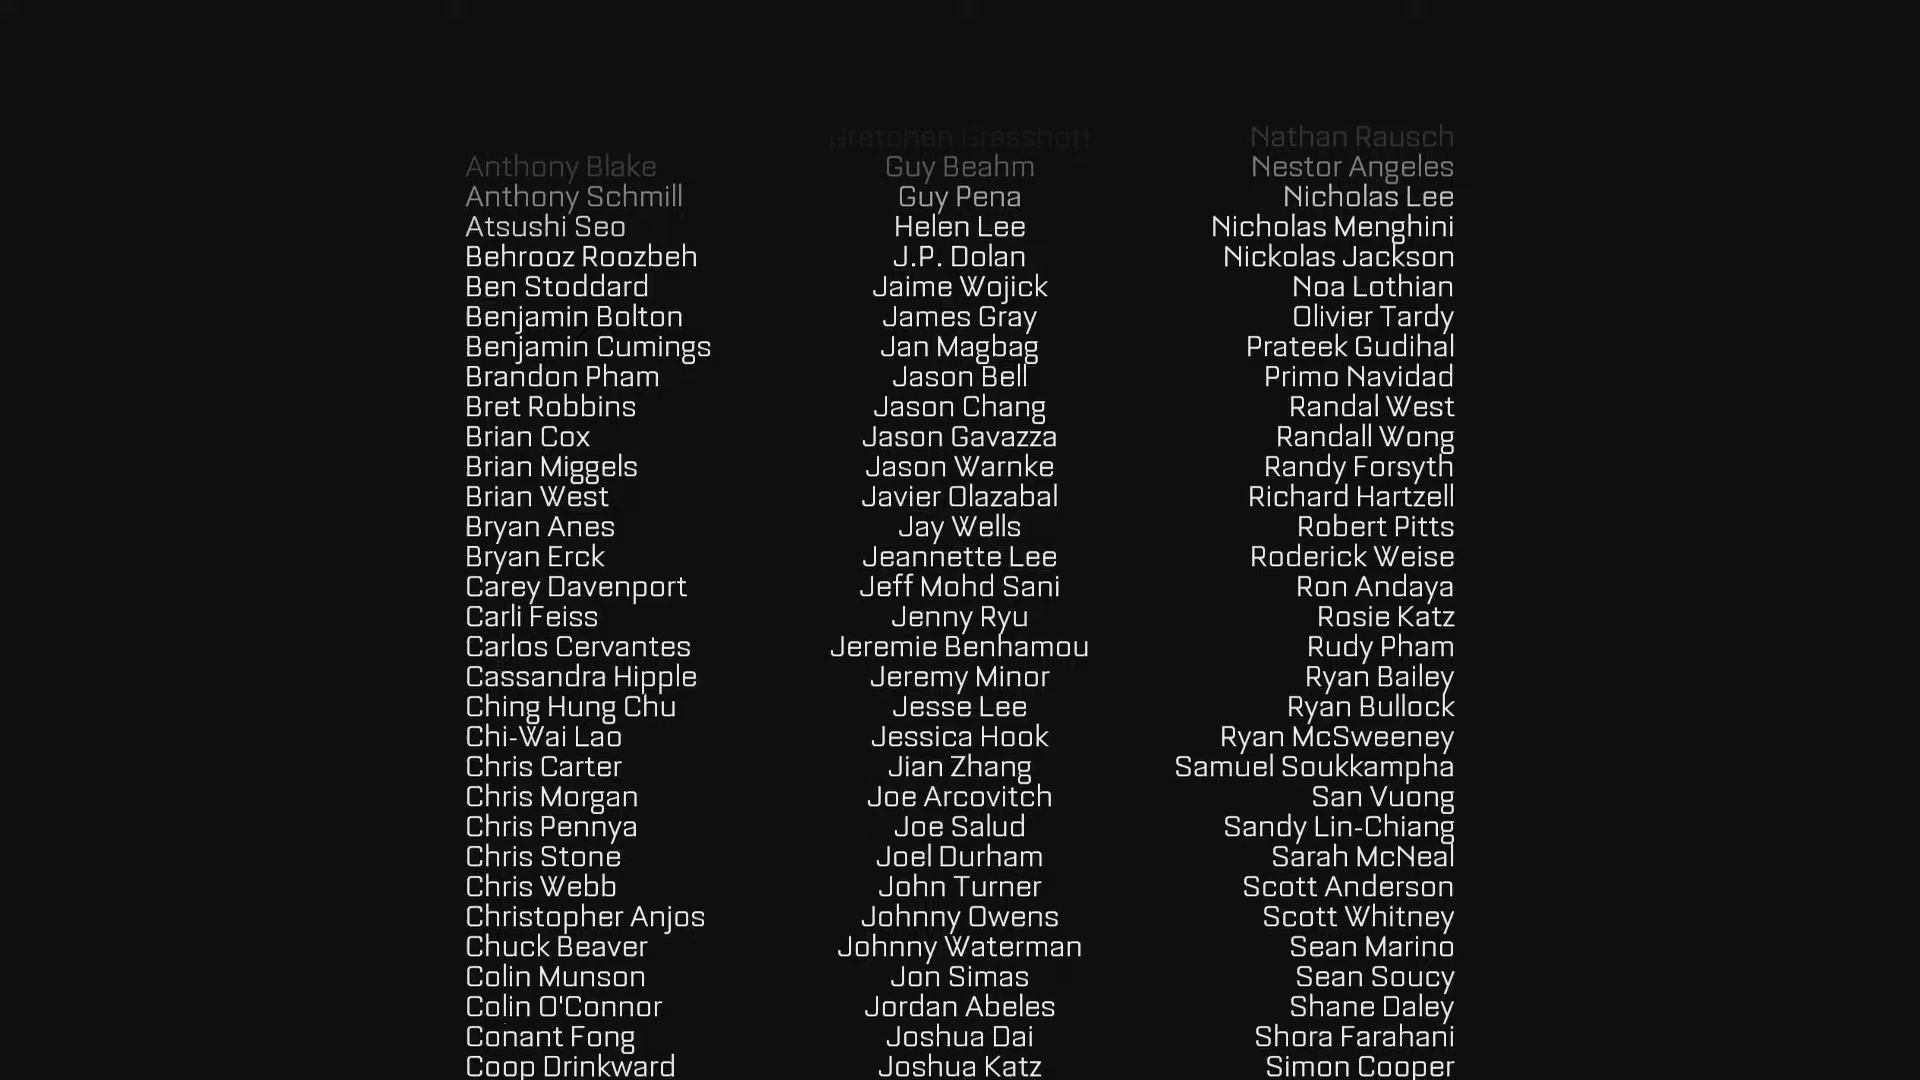 Gretchen Grasshoff Nathan Rausch
Anthony Blake Guy Beahm Nestor Angeles
Anthony Schmill Guy Pena Nicholas Lee
Atsushi Seo Helen Lee Nicholas Menghini
Behrooz Roozbeh J.P. Dolan Nickolas Jackson
Ben Stoddard Jaime Wojick Noa Lothian
Benjamin Bolton James Gray Olivier Tardy
Benjamin Cumings Jan Magbag Prateek Gudihal
Brandon Pham Jason Bell Primo Navidad
Bret Robbins Jason Chang Randal West
Brian Cox Jason Gavazza Randall Wong
Brian Miggels Jason Warnke Randy Forsyth
Brian West Javier Olazabal Richard Hartzell
Bryan Anes Jay Wells Robert Pitts
Bryan Erck Jeannette Lee Roderick Weise
Carey Davenport Jeff Mohd Sani Ron Andaya
Carli Feiss Jenny Ryu Rosie Katz
Carlos Cervantes Jeremie Benhamou Rudy Pham
Cassandra Hipple Jeremy Minor Ryan Bailey
Ching Hung Chu Jesse Lee Ryan Bullock
Chi-Wai Lao Jessica Hook Ryan McSweeney
Chris Carter Jian Zhang Samuel Soukkampha
Chris Morgan Joe Arcovitch San Vuong
Chris Pennya Joe Salud Sandy Lin-Chiang
Chris Stone Joel Durham Sarah McNeal
Chris Webb John Turner Scott Anderson
Christopher Anjos Johnny Owens Scott Whitney
Chuck Beaver Johnny Waterman Sean Marino
Colin Munson Jon Simas Sean Soucy
Colin O'Connor Jordan Abeles Shane Daley
Conant Fong Joshua Dai Shora Farahani
Coop Drinkward Joshua Katz Simon Cooper